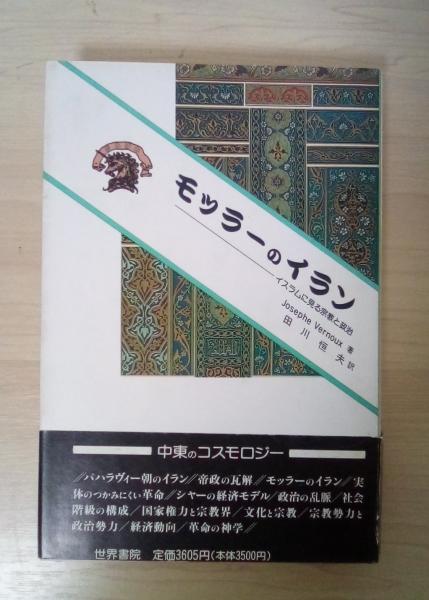 モッラーのイラン
―イスラムに見る宗教と政治
Josephe Vernoux 著
田川恒夫 訳
中東のコスモロジー
//パハラヴィー朝のイラン//帝政の瓦解//モッラーのイラン/実
体のつかみにくい革命/シャーの経済モデル/政治の乱脈/社会
階級の構成/国家権力と宗教界/文化と宗教/宗教勢力と
政治勢力/経済動向/革命の神学//
世界書院 定価3605円(本体3500円)